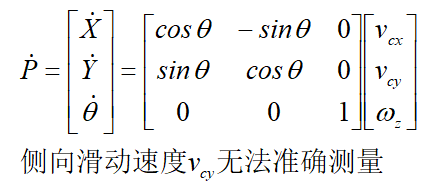 Ṗ = [Ẋ Ẏ θ̇] = [cosθ −sinθ 0; sinθ cosθ 0; 0 0 1] [v_cx v_cy ω_z]
侧向滑动速度v_cy无法准确测量